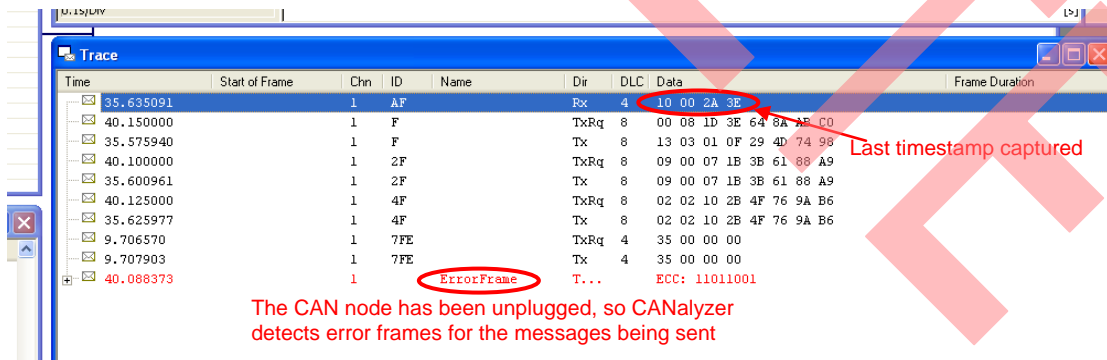 0.1s/Div [s]
Trace
Time Start of Frame Chn ID Name Dir DLC Data Frame Duration
35.635091 1 AF Rx 4 10 00 2A 3E
40.150000 1 F TxRq 8 00 08 1D 3E 64 8A AB C0
35.575940 1 F Tx 8 13 03 01 0F 29 4D 74 98
Last timestamp captured
40.100000 1 2F TxRq 8 09 00 07 1B 3B 61 88 A9
35.600961 1 2F Tx 8 09 00 07 1B 3B 61 88 A9
40.125000 1 4F TxRq 8 02 02 10 2B 4F 76 9A B6
35.625977 1 4F Tx 8 02 02 10 2B 4F 76 9A B6
9.706570 1 7FE TxRq 4 35 00 00 00
9.707903 1 7FE Tx 4 35 00 00 00
40.088373 1 ErrorFrame T... ECC: 11011001
The CAN node has been unplugged, so CANalyzer
detects error frames for the messages being sent